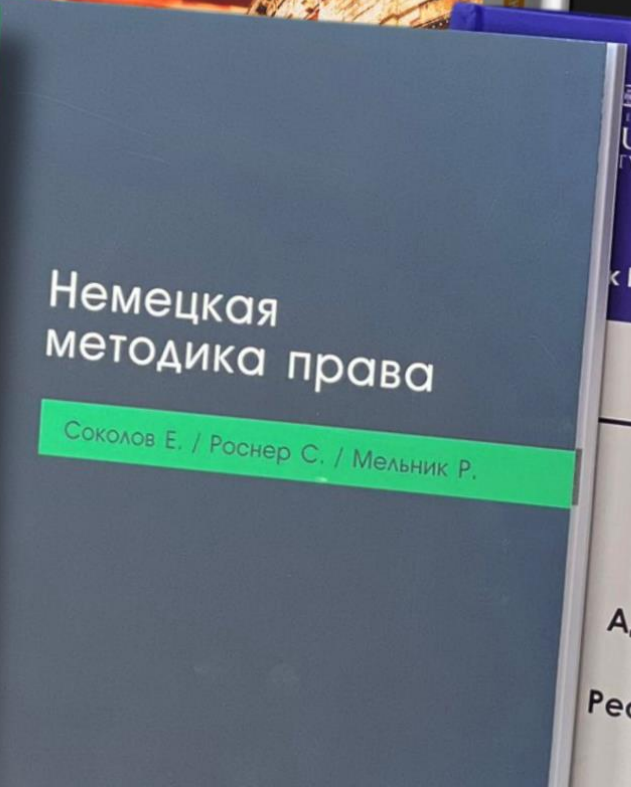 Немецкая
методика права
Соколов Е. / Роснер С. / Мельник Р.